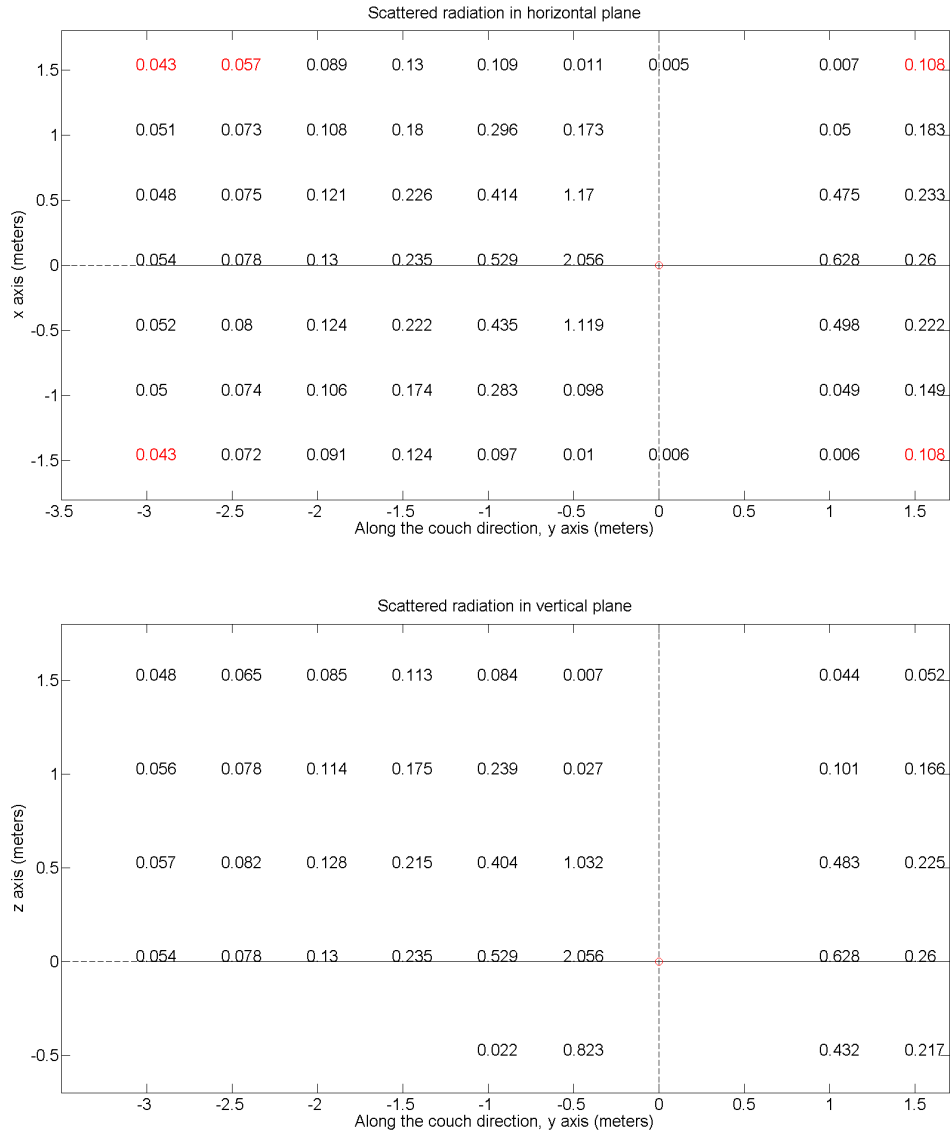 Scattered radiation in horizontal plane
1.5 0.043 0.057 0.089 0.13 0.109 0.011 0.005 0.007 0.108
1 0.051 0.073 0.108 0.18 0.296 0.173 0.05 0.183
0.5 0.048 0.075 0.121 0.226 0.414 1.17 0.475 0.233
0 0.054 0.078 0.13 0.235 0.529 2.056 0.628 0.26
-0.5 0.052 0.08 0.124 0.222 0.435 1.119 0.498 0.222
-1 0.05 0.074 0.106 0.174 0.283 0.098 0.049 0.149
-1.5 0.043 0.072 0.091 0.124 0.097 0.01 0.006 0.006 0.108
x axis (meters)
-3.5 -3 -2.5 -2 -1.5 -1 -0.5 0 0.5 1 1.5
Along the couch direction, y axis (meters)
Scattered radiation in vertical plane
1.5 0.048 0.065 0.085 0.113 0.084 0.007 0.044 0.052
1 0.056 0.078 0.114 0.175 0.239 0.027 0.101 0.166
0.5 0.057 0.082 0.128 0.215 0.404 1.032 0.483 0.225
0 0.054 0.078 0.13 0.235 0.529 2.056 0.628 0.26
-0.5 0.022 0.823 0.432 0.217
z axis (meters)
-3 -2.5 -2 -1.5 -1 -0.5 0 0.5 1 1.5
Along the couch direction, y axis (meters)